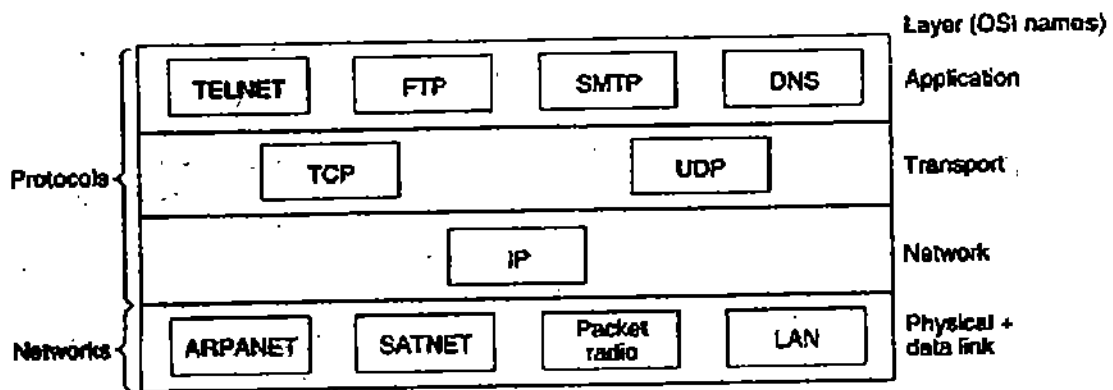 Layer (OSI names)
TELNET FTP SMTP DNS Application
Protocols TCP UDP Transport
IP Network
Networks ARPANET SATNET Packet radio LAN Physical + data link